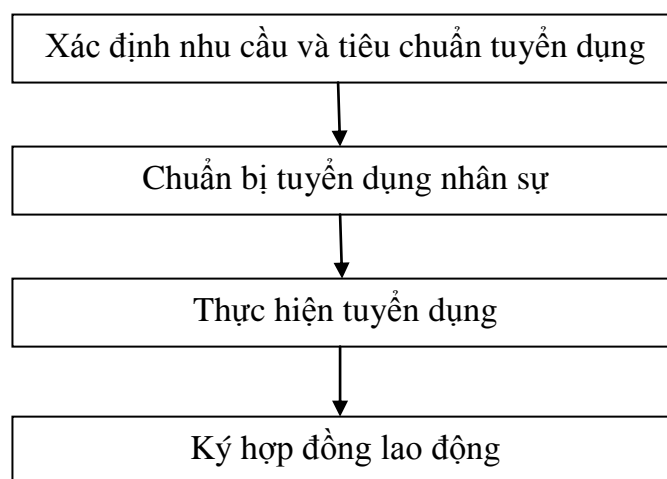 Xác định nhu cầu và tiêu chuẩn tuyển dụng
Chuẩn bị tuyển dụng nhân sự
Thực hiện tuyển dụng
Ký hợp đồng lao động